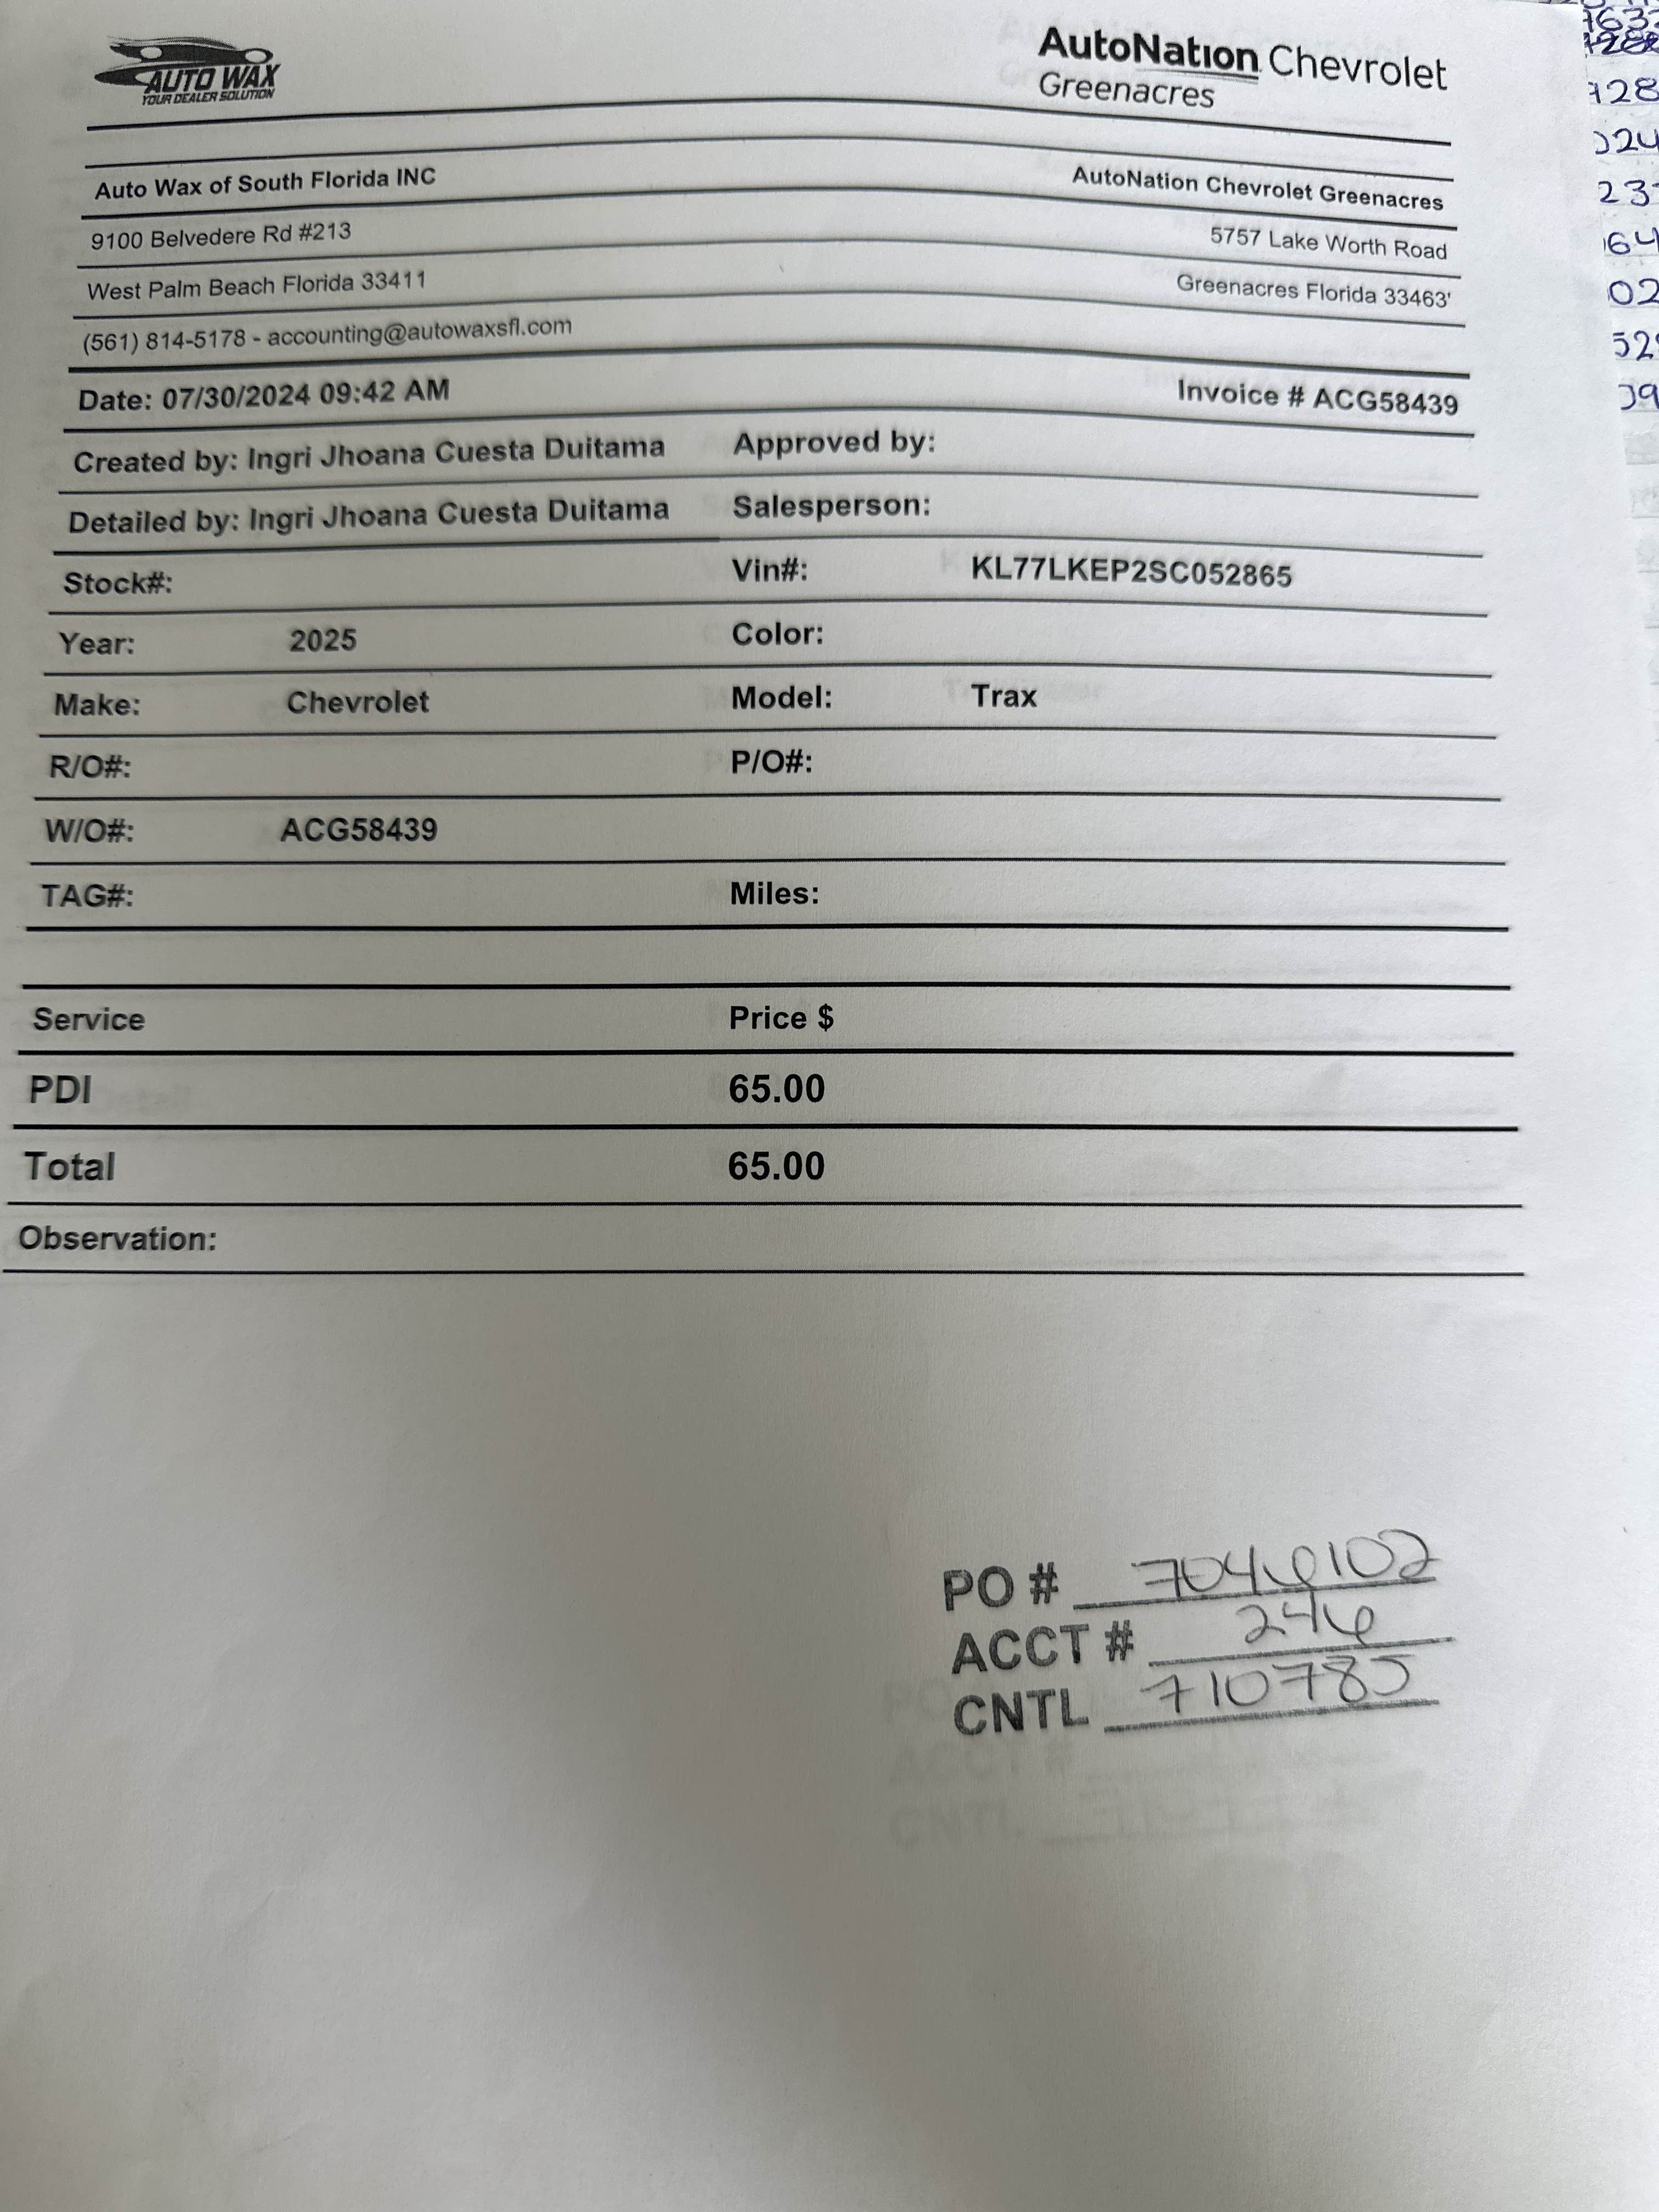 AUTO WAX
YOUR DEALER SOLUTION
AutoNation Chevrolet
Greenacres
Auto Wax of South Florida INC
AutoNation Chevrolet Greenacres
9100 Belvedere Rd #213
5757 Lake Worth Road
West Palm Beach Florida 33411
Greenacres Florida 33463'
(561) 814-5178 - accounting@autowaxsfl.com
Date: 07/30/2024 09:42 AM
Invoice # ACG58439
Created by: Ingri Jhoana Cuesta Duitama
Approved by:
Detailed by: Ingri Jhoana Cuesta Duitama
Salesperson:
Stock#:
Vin#: KL77LKEP2SC052865
Year: 2025
Color:
Make: Chevrolet
Model: Trax
R/O#:
P/O#:
W/O#: ACG58439
TAG#:
Miles:
Service
Price $
PDI 65.00
Total 65.00
Observation:
PO # 7046102
ACCT # 246
CNTL 710785